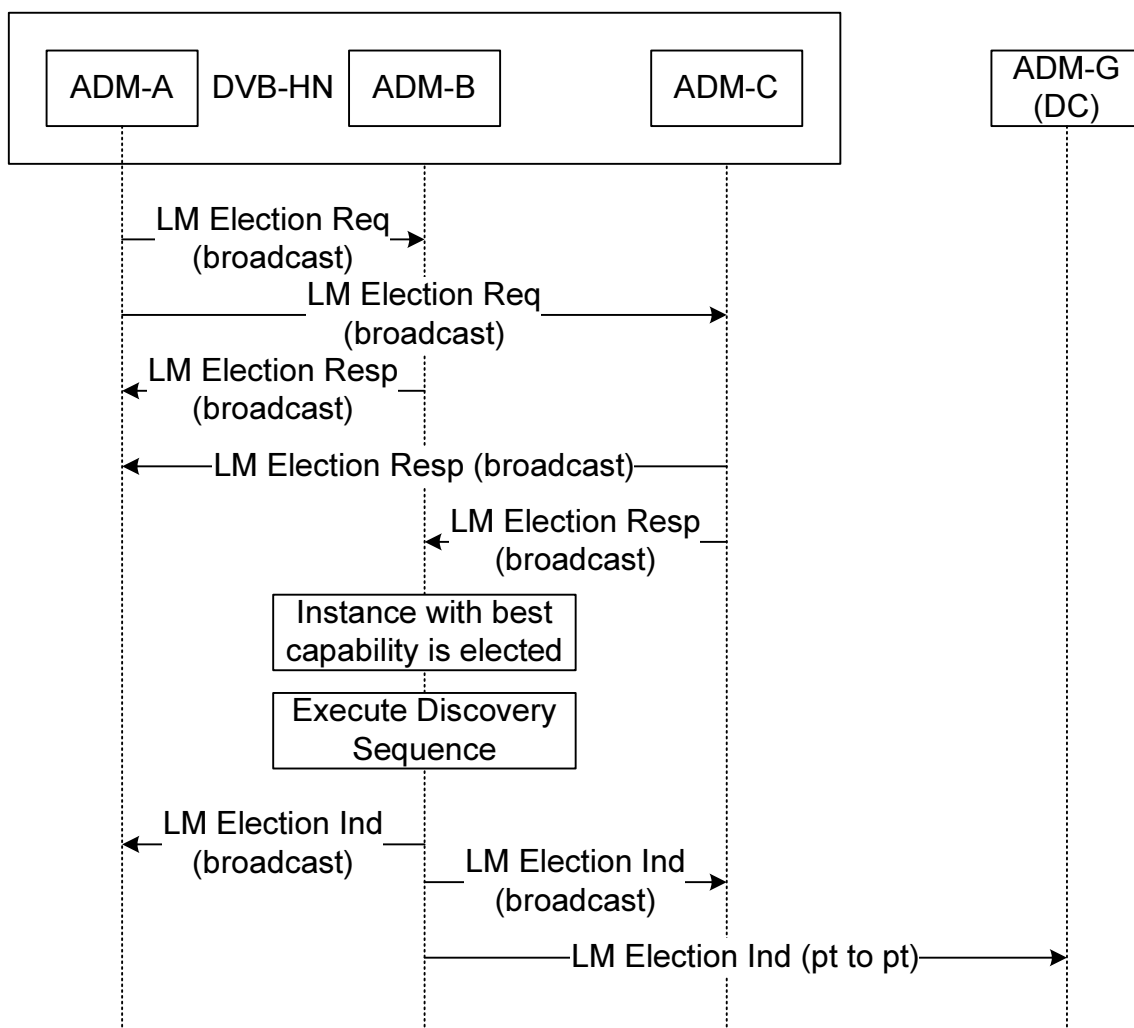 ADM-A
DVB-HN
ADM-B
ADM-C
ADM-G
(DC)
LM Election Req
(broadcast)
LM Election Req
(broadcast)
LM Election Resp
(broadcast)
LM Election Resp (broadcast)
LM Election Resp
(broadcast)
Instance with best
capability is elected
Execute Discovery
Sequence
LM Election Ind
(broadcast)
LM Election Ind
(broadcast)
LM Election Ind (pt to pt)